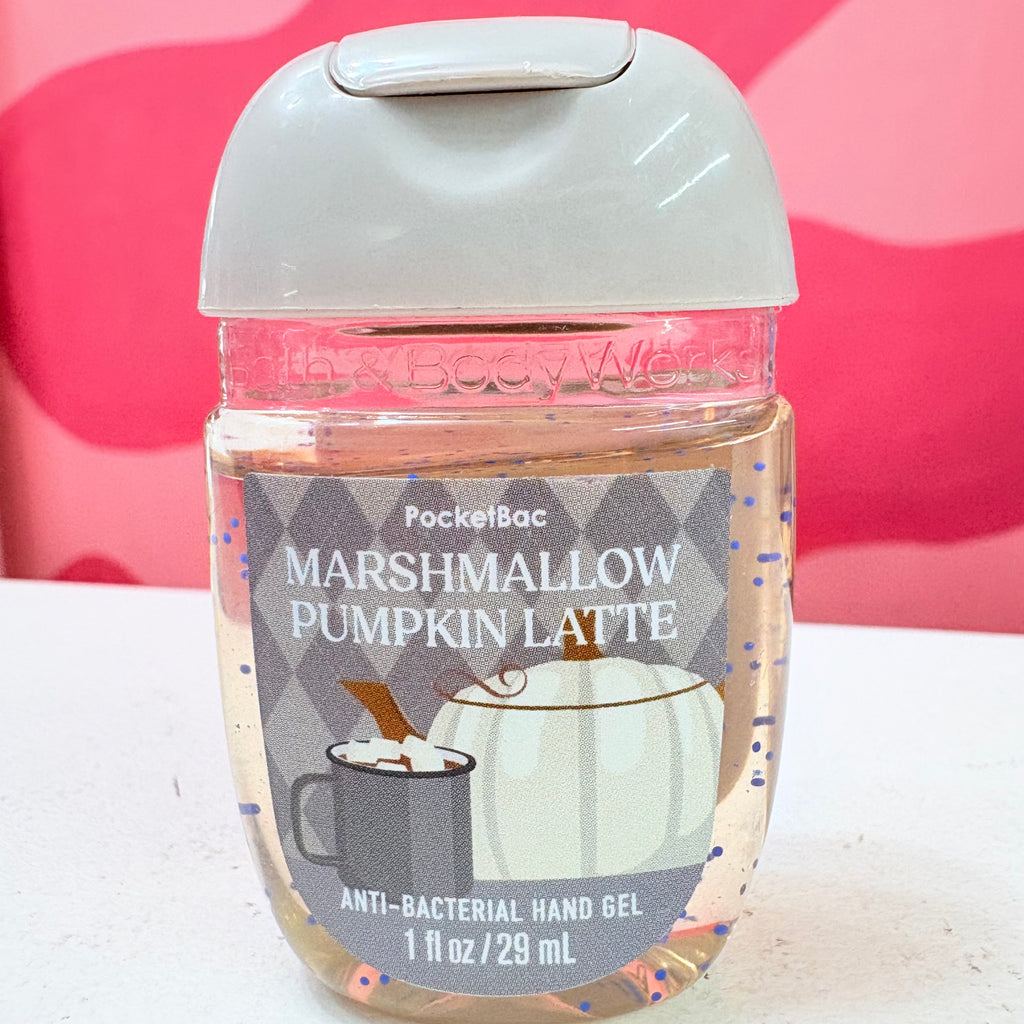 Bath & Body Works
PocketBac
MARSHMALLOW
PUMPKIN LATTE
ANTI-BACTERIAL HAND GEL
1 fl oz / 29 mL